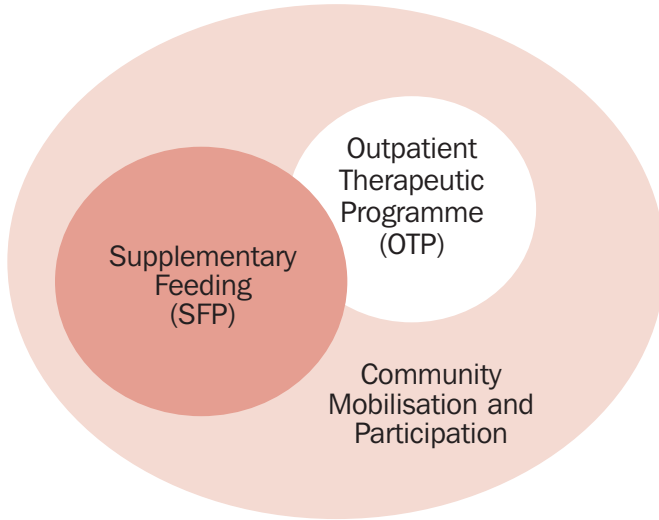 Outpatient
Therapeutic
Programme
(OTP)
Supplementary
Feeding
(SFP)
Community
Mobilisation and
Participation